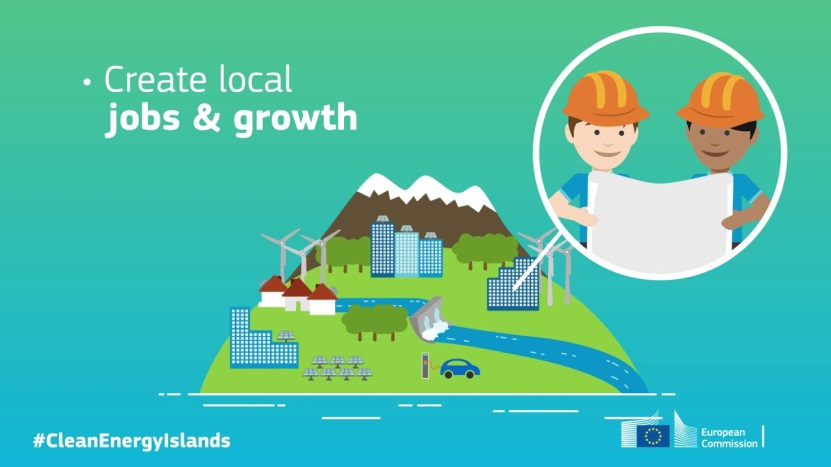 • Create local
jobs & growth
#CleanEnergyIslands
European
Commission